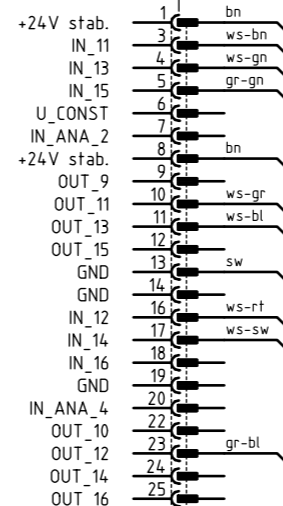 +24V stab. 1 bn
IN_11 3 ws-bn
IN_13 4 ws-gn
IN_15 5 gr-gn
U_CONST 6
IN_ANA_2 7
+24V stab. 8 bn
OUT_9 9
OUT_11 10 ws-gr
OUT_13 11 ws-bl
OUT_15 12
GND 13 sw
GND 14
IN_12 16 ws-rt
IN_14 17 ws-sw
IN_16 18
GND 19
IN_ANA_4 20
OUT_10 22
OUT_12 23 gr-bl
OUT_14 24
OUT_16 25